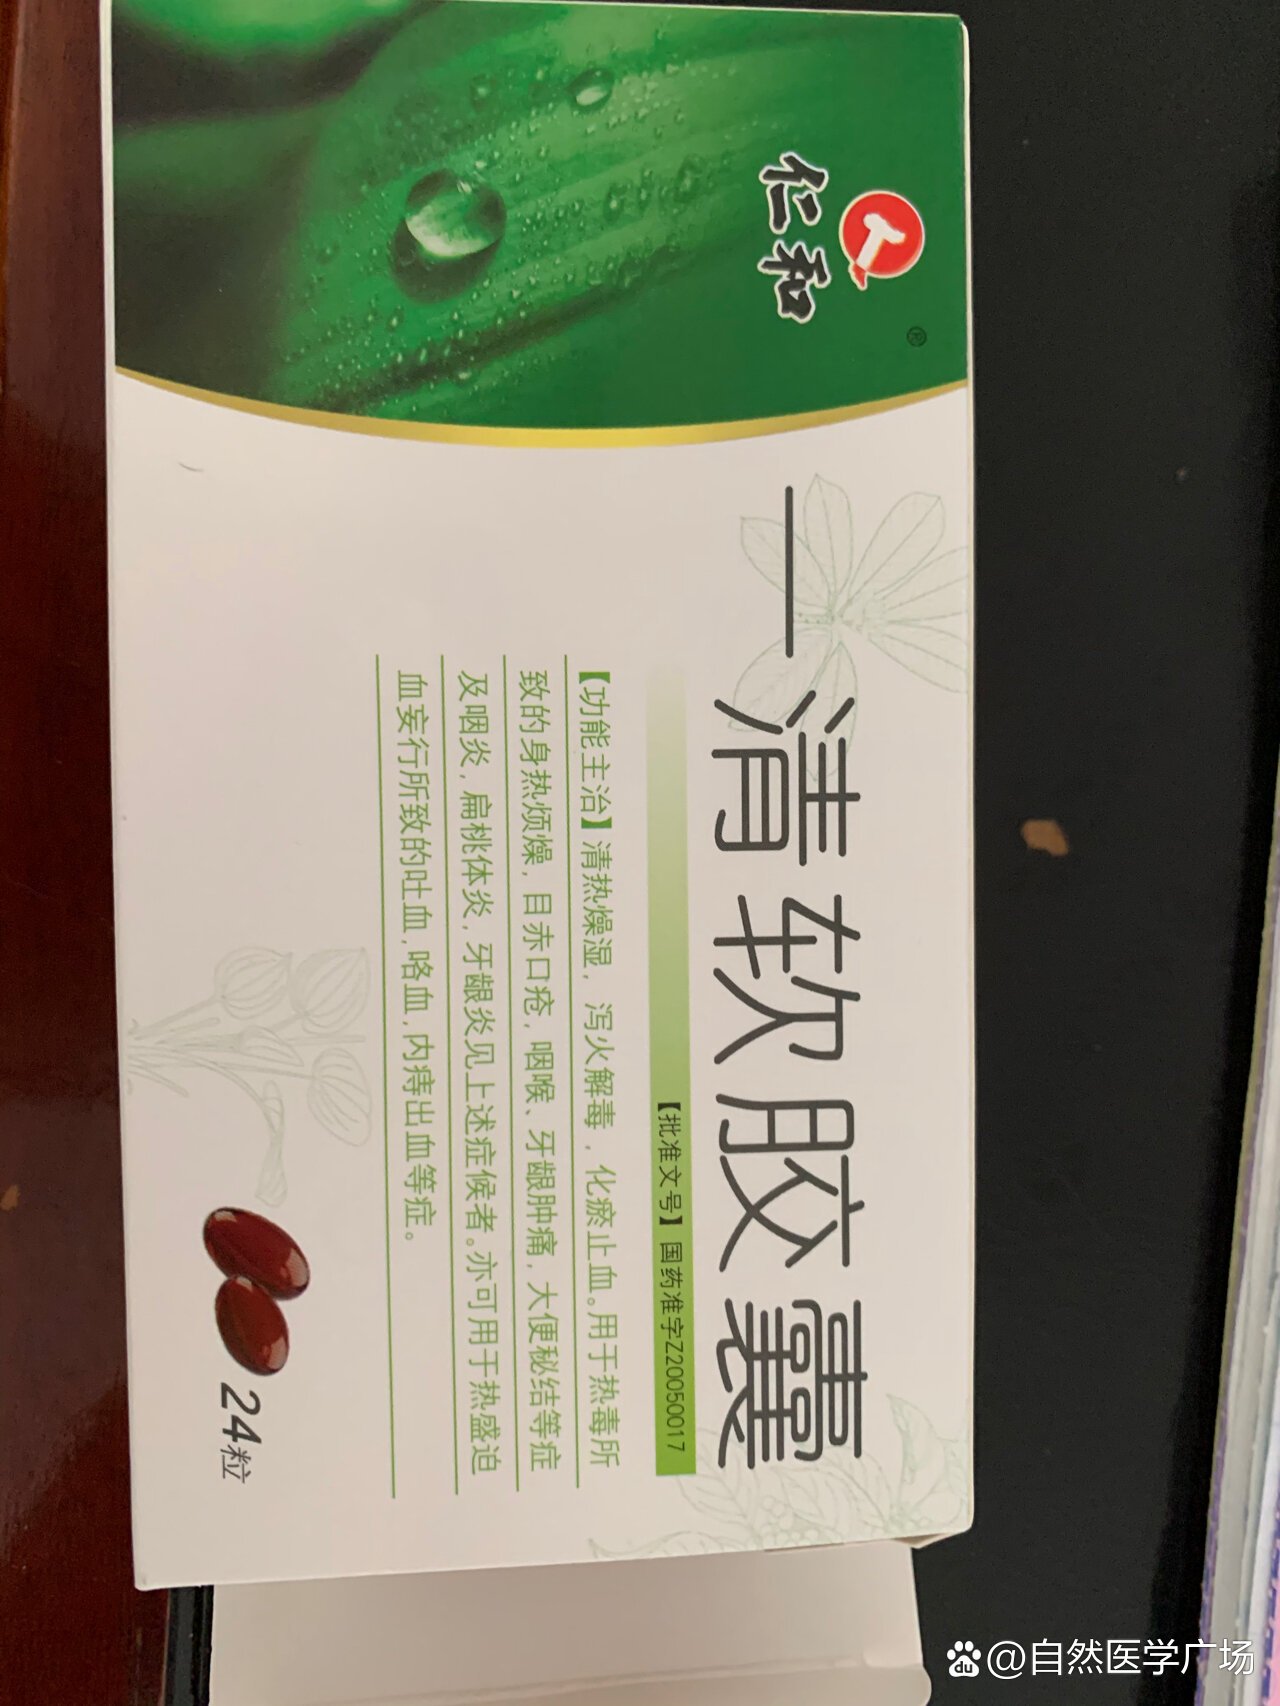 仁和
®
一清软胶囊
【批准文号】国药准字Z20050017
【功能主治】清热燥湿，泻火解毒，化瘀止血。用于热毒所
致的身热烦燥，目赤口疮，咽喉、牙龈肿痛，大便秘结等症
及咽炎，扁桃体炎，牙龈炎见上述症候者。亦可用于热盛迫
血妄行所致的吐血，咯血，内痔出血等症。
24粒
Bai du @自然医学广场